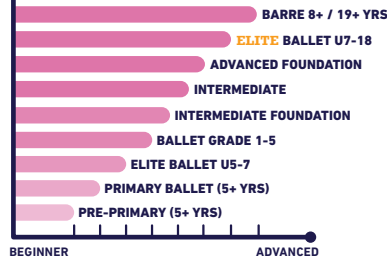 BARRE 8+ / 19+ YRS
ELITE BALLET U7-18
ADVANCED FOUNDATION
INTERMEDIATE
INTERMEDIATE FOUNDATION
BALLET GRADE 1-5
ELITE BALLET U5-7
PRIMARY BALLET (5+ YRS)
PRE-PRIMARY (5+ YRS)
BEGINNER ADVANCED